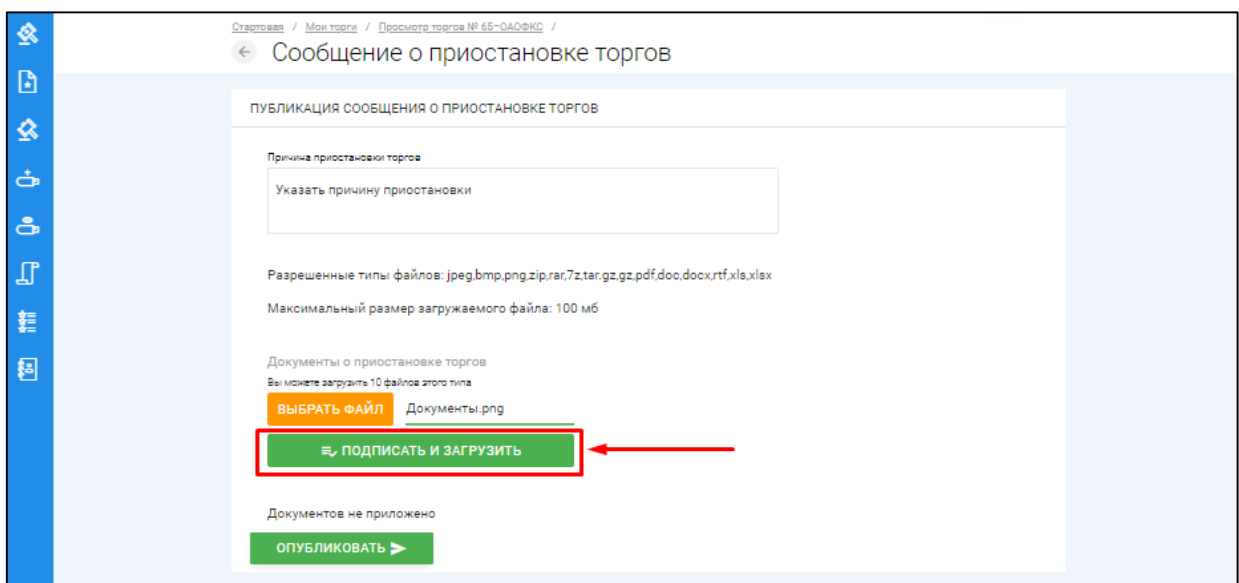 Стартовая / Мои торги / Просмотр торгов № 65-ОАОФКС /
Сообщение о приостановке торгов
ПУБЛИКАЦИЯ СООБЩЕНИЯ О ПРИОСТАНОВКЕ ТОРГОВ
Причина приостановки торгов
Указать причину приостановки
Разрешенные типы файлов: jpeg,bmp,png,zip,rar,7z,tar.gz,gz,pdf,doc,docx,rtf,xls,xlsx
Максимальный размер загружаемого файла: 100 мб
Документы о приостановке торгов
Вы можете загрузить 10 файлов этого типа
ВЫБРАТЬ ФАЙЛ Документы.png
ПОДПИСАТЬ И ЗАГРУЗИТЬ
Документов не приложено
ОПУБЛИКОВАТЬ